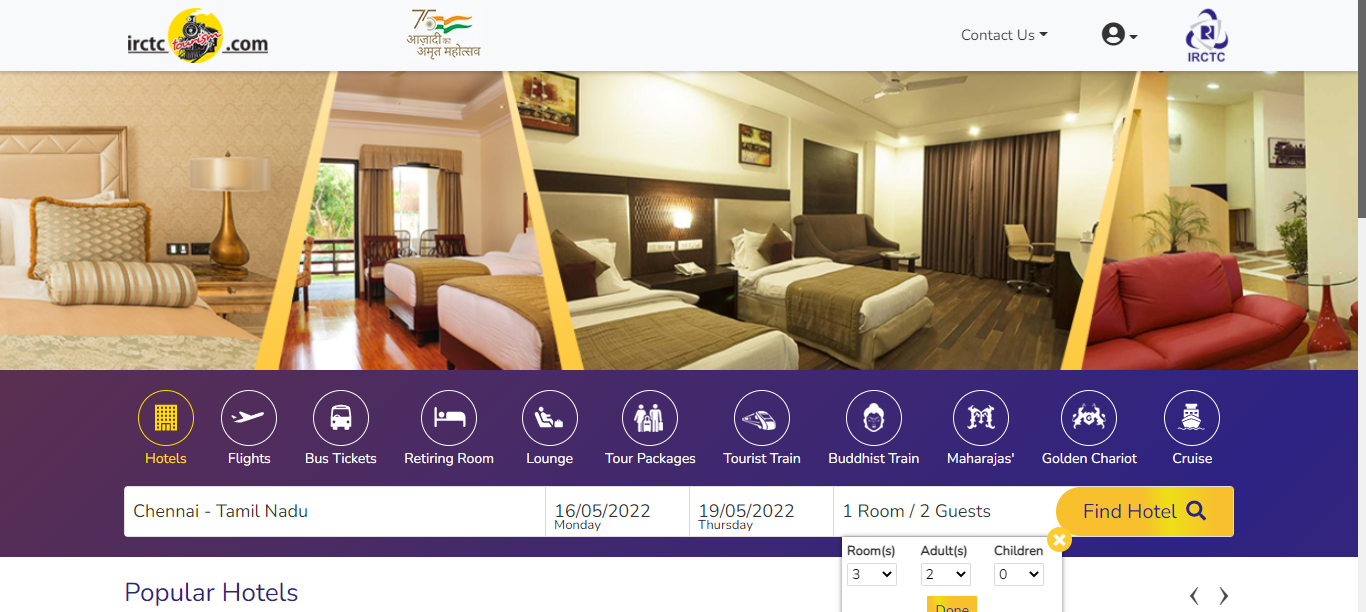 irctc tourism .com
75
आज़ादी का
अमृत महोत्सव
Contact Us
IRCTC
Hotels
Flights
Bus Tickets
Retiring Room
Lounge
Tour Packages
Tourist Train
Buddhist Train
Maharajas'
Golden Chariot
Cruise
Chennai - Tamil Nadu
16/05/2022
Monday
19/05/2022
Thursday
1 Room / 2 Guests
Find Hotel
Room(s) Adult(s) Children
3 2 0
Done
Popular Hotels